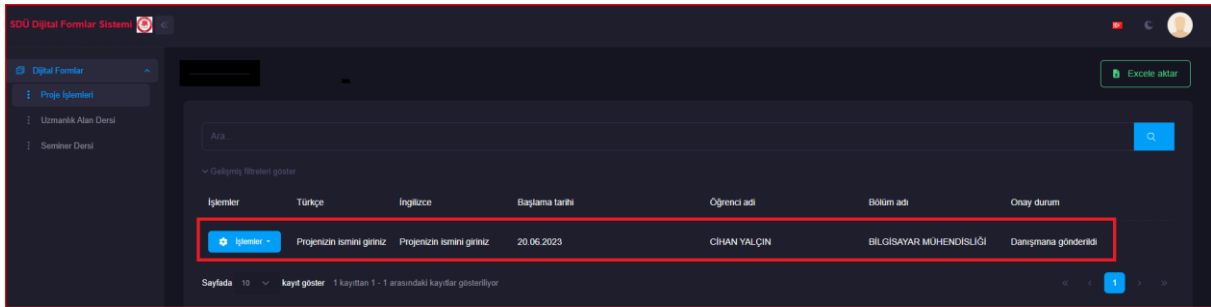 SDÜ Dijital Formlar Sistemi
Dijital Formlar
Excele aktar
Proje İşlemleri
Uzmanlık Alan Dersi
Ara...
Seminer Dersi
Gelişmiş filtreleri göster
İşlemler Türkçe İngilizce Başlama tarihi Öğrenci adi Bölüm adı Onay durum
İşlemler Projenizin ismini giriniz Projenizin ismini giriniz 20.06.2023 CİHAN YALÇIN BİLGİSAYAR MÜHENDİSLİĞİ Danışmana gönderildi
Sayfada 10 kayıt göster 1 kayıttan 1 - 1 arasındaki kayıtlar gösteriliyor
« ‹ 1 › »